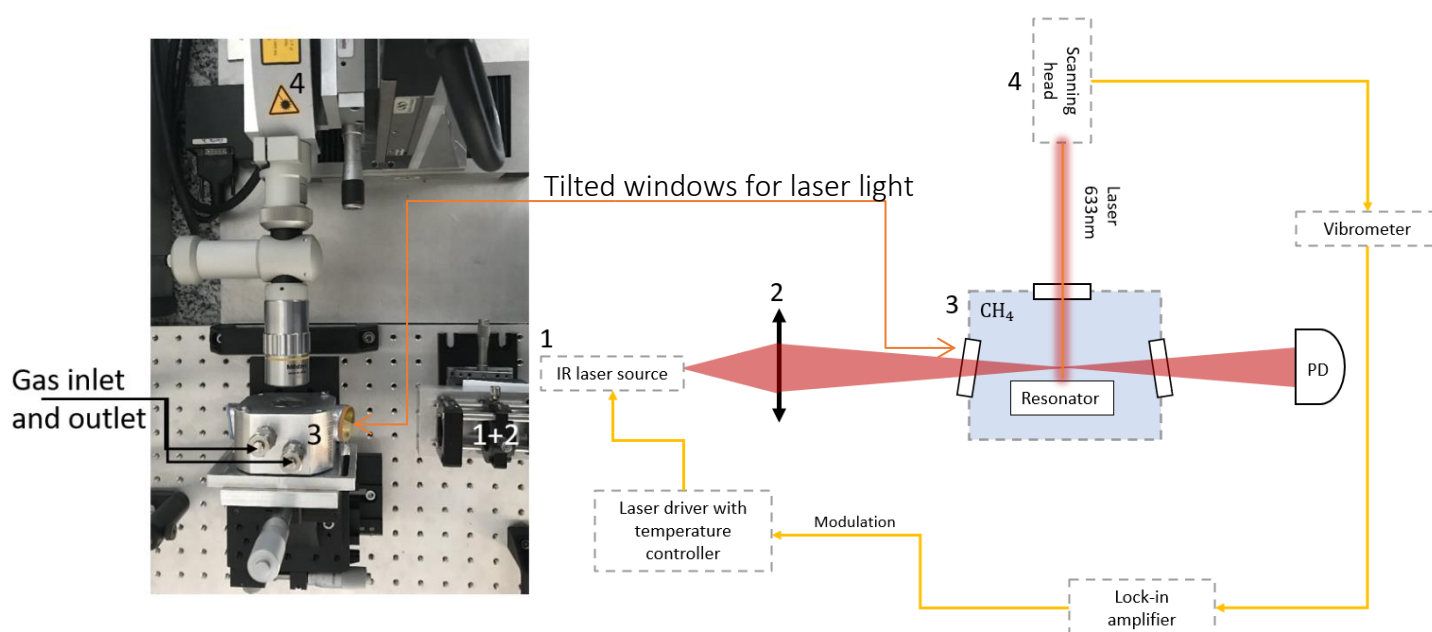 4
Tilted windows for laser light
Gas inlet
and outlet
3
1+2
4
Scanning
head
Laser
633nm
Vibrometer
1
IR laser source
2
3
CH₄
Resonator
PD
Laser driver with
temperature
controller
Modulation
Lock-in
amplifier